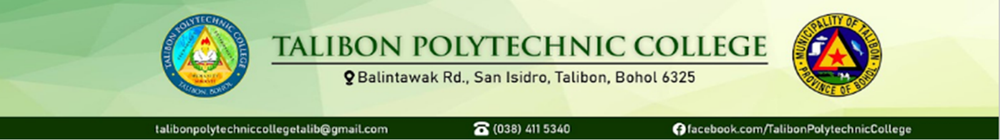 TALIBON POLYTECHNIC COLLEGE
TALIBON, BOHOL
TALIBON POLYTECHNIC COLLEGE
Balintawak Rd., San Isidro, Talibon, Bohol 6325
MUNICIPALITY OF TALIBON
PROVINCE OF BOHOL
talibonpolytechniccollegetalib@gmail.com
(038) 411 5340
facebook.com/TalibonPolytechnicCollege